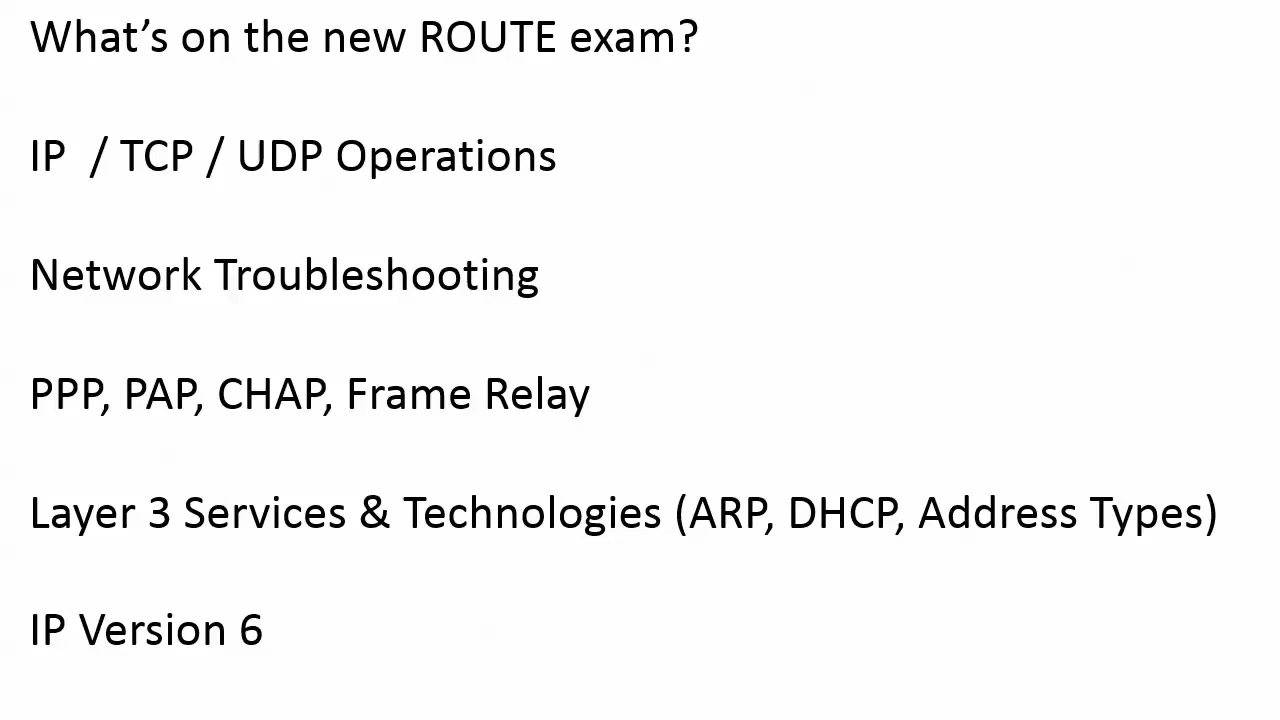 What’s on the new ROUTE exam?
IP  / TCP / UDP Operations
Network Troubleshooting
PPP, PAP, CHAP, Frame Relay
Layer 3 Services & Technologies (ARP, DHCP, Address Types)
IP Version 6